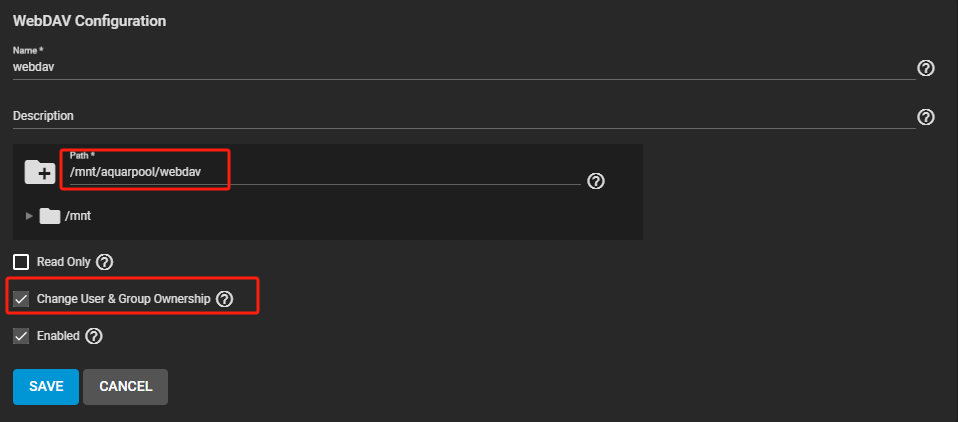 WebDAV Configuration
Name *
webdav
Description
Path *
/mnt/aquarpool/webdav
/mnt
Read Only
Change User & Group Ownership
Enabled
SAVE CANCEL